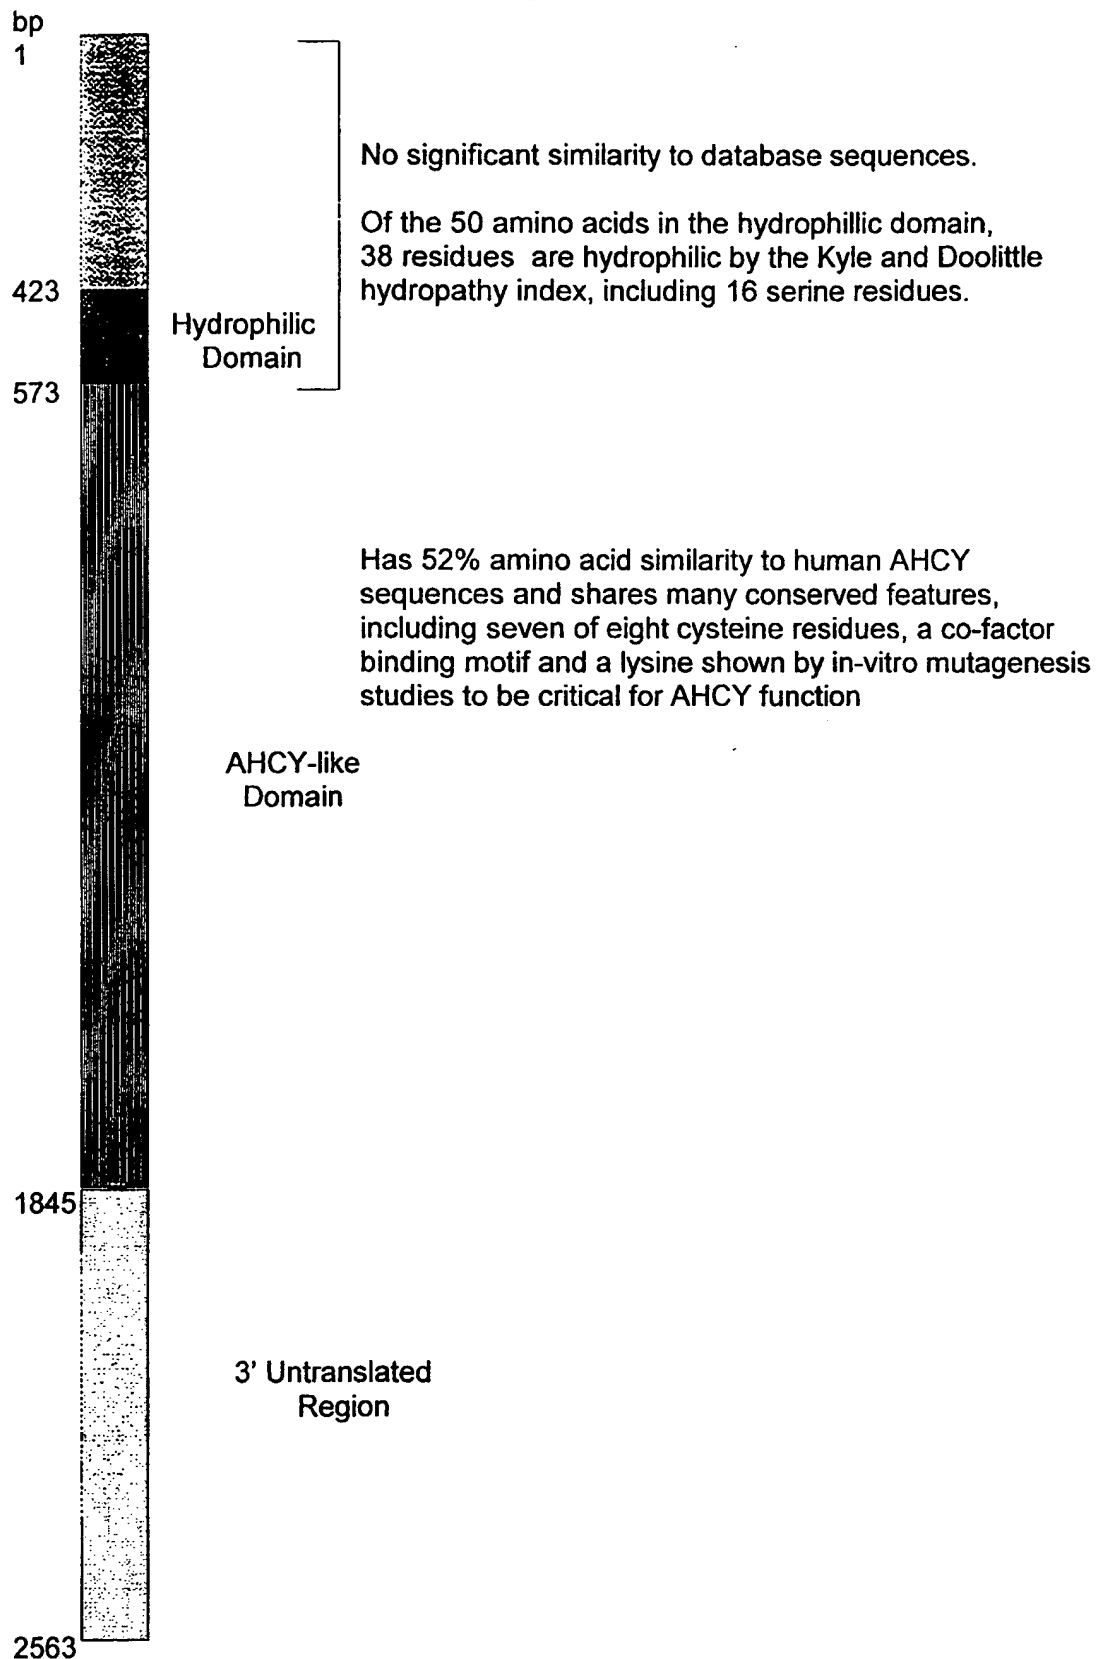 bp
1
No significant similarity to database sequences.
Of the 50 amino acids in the hydrophillic domain,
38 residues are hydrophilic by the Kyle and Doolittle
hydropathy index, including 16 serine residues.
423
Hydrophilic
Domain
573
Has 52% amino acid similarity to human AHCY
sequences and shares many conserved features,
including seven of eight cysteine residues, a co-factor
binding motif and a lysine shown by in-vitro mutagenesis
studies to be critical for AHCY function
AHCY-like
Domain
1845
3' Untranslated
Region
2563